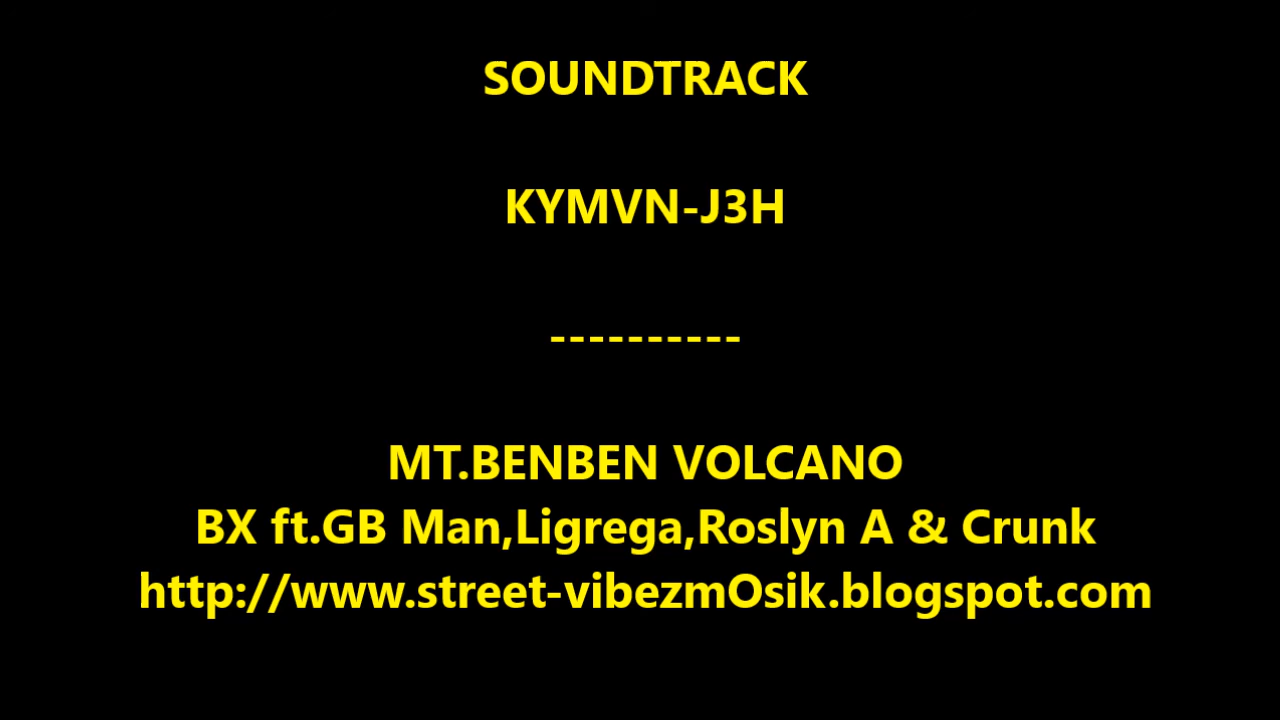 SOUNDTRACK
KYMVN-J3H
----------
MT.BENBEN VOLCANO
BX ft.GB Man,Ligrega,Roslyn A & Crunk
http://www.street-vibezmOsik.blogspot.com